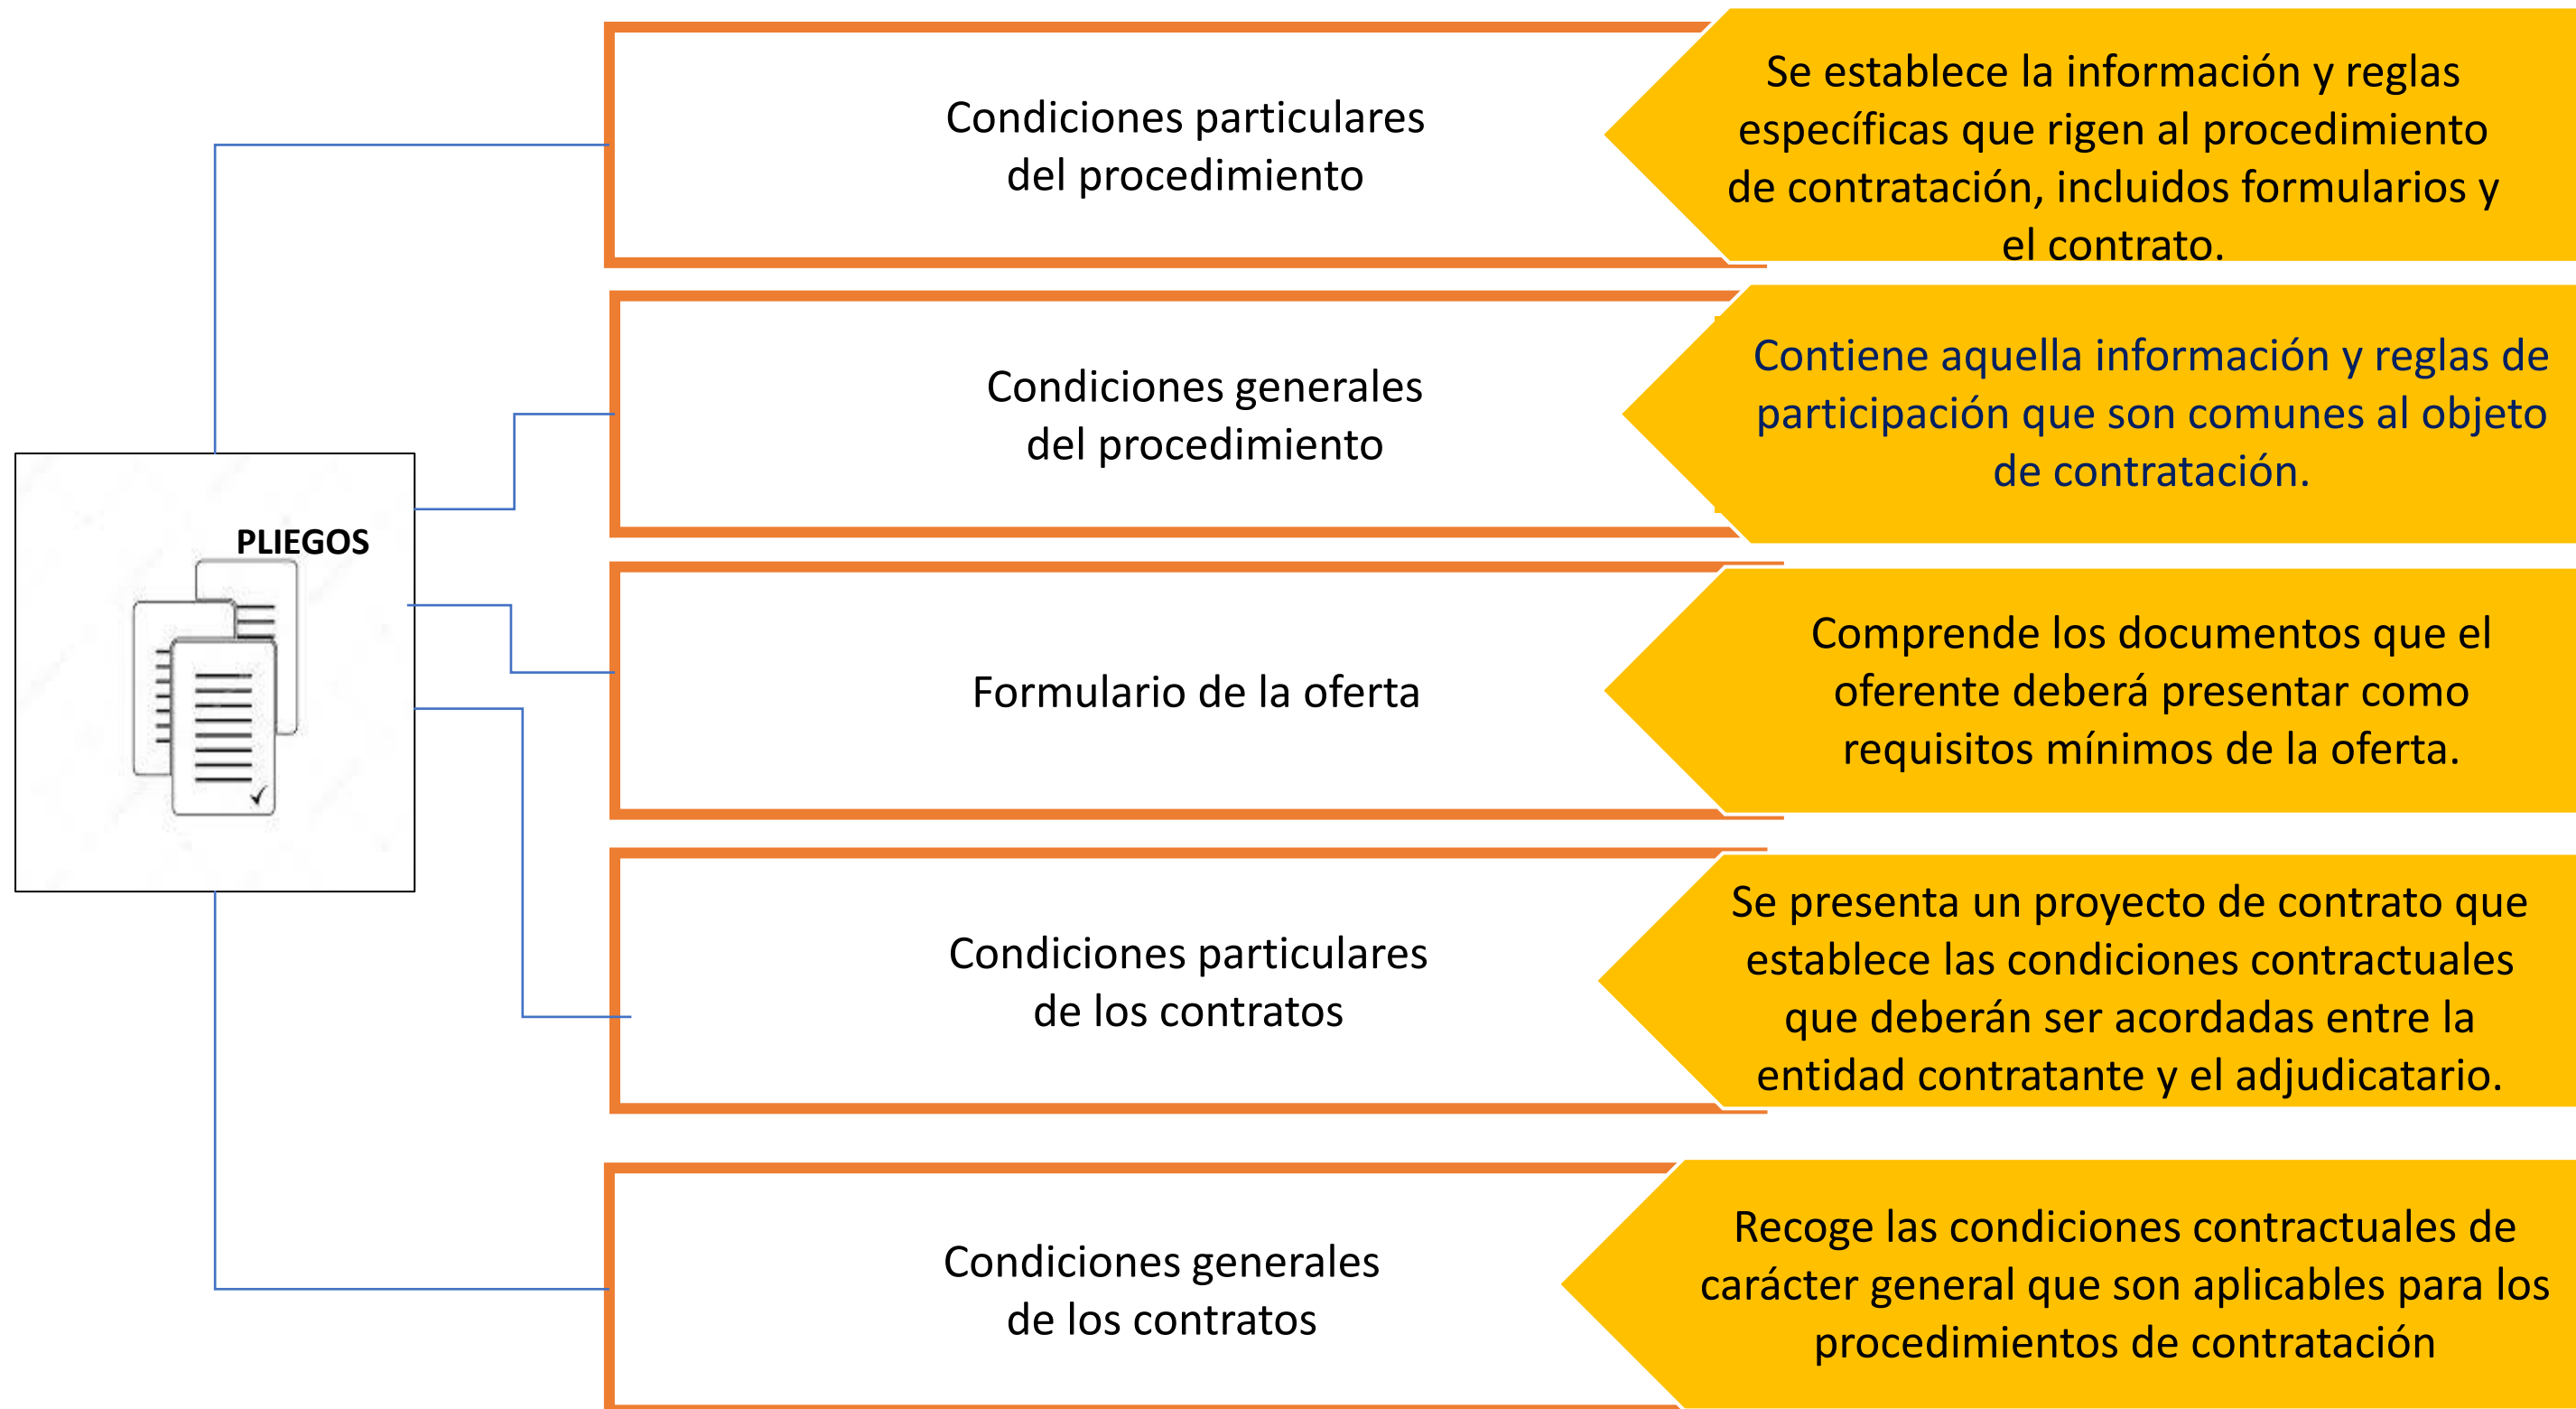 PLIEGOS
Condiciones particulares
del procedimiento
Se establece la información y reglas
específicas que rigen al procedimiento
de contratación, incluidos formularios y
el contrato.
Condiciones generales
del procedimiento
Contiene aquella información y reglas de
participación que son comunes al objeto
de contratación.
Formulario de la oferta
Comprende los documentos que el
oferente deberá presentar como
requisitos mínimos de la oferta.
Condiciones particulares
de los contratos
Se presenta un proyecto de contrato que
establece las condiciones contractuales
que deberán ser acordadas entre la
entidad contratante y el adjudicatario.
Condiciones generales
de los contratos
Recoge las condiciones contractuales de
carácter general que son aplicables para los
procedimientos de contratación